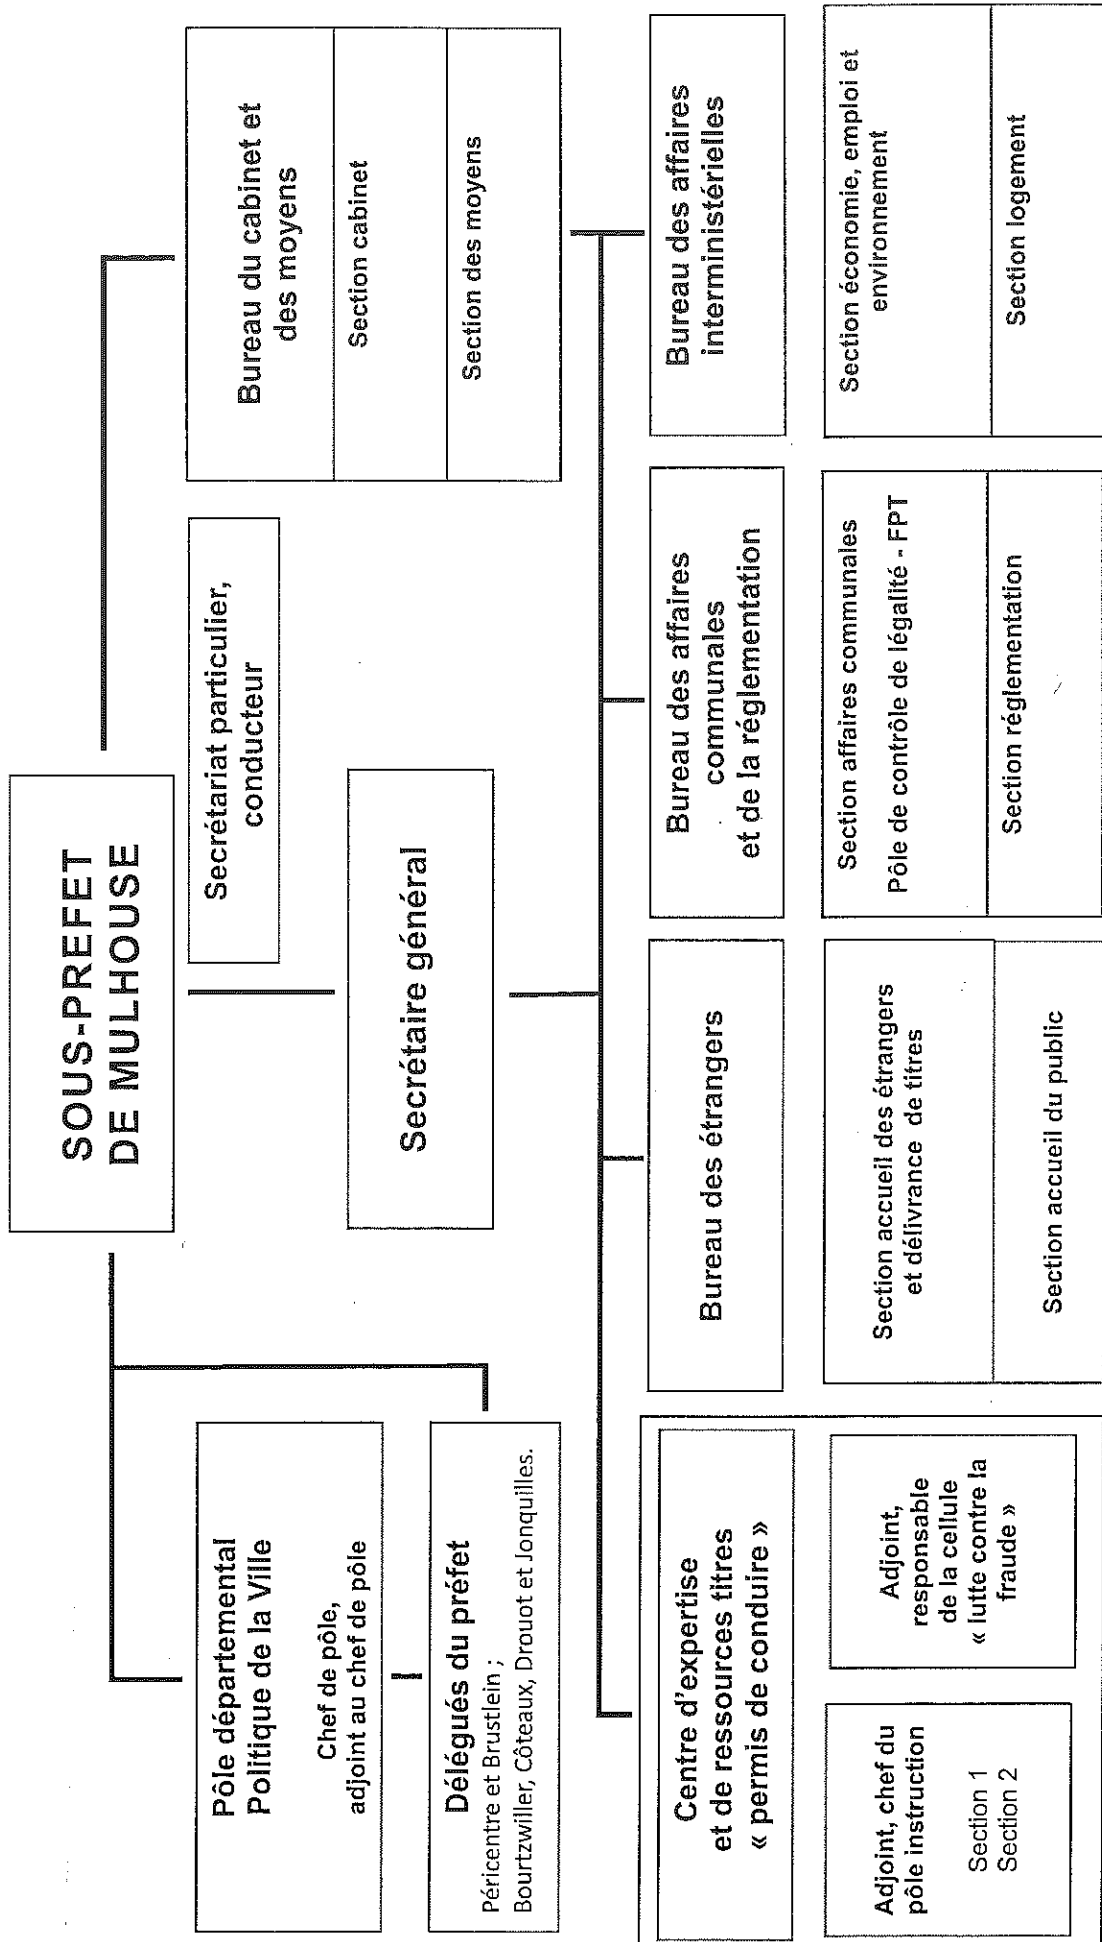 SOUS-PREFET
DE MULHOUSE
Secrétariat particulier,
conducteur
Bureau du cabinet et
des moyens
Section cabinet
Section des moyens
Pôle départemental
Politique de la Ville
Chef de pôle,
adjoint au chef de pôle
Délégués du préfet
Péricentre et Brustlein ;
Bourtzwiller, Côteaux, Drouot et Jonquilles.
Secrétaire général
Centre d'expertise
et de ressources titres
« permis de conduire »
Adjoint, chef du
pôle instruction
Section 1
Section 2
Adjoint,
responsable
de la cellule
« lutte contre la
fraude »
Bureau des étrangers
Section accueil des étrangers
et délivrance de titres
Section accueil du public
Bureau des affaires
communales
et de la réglementation
Section affaires communales
Pôle de contrôle de légalité - FPT
Section réglementation
Bureau des affaires
interministérielles
Section économie, emploi et
environnement
Section logement